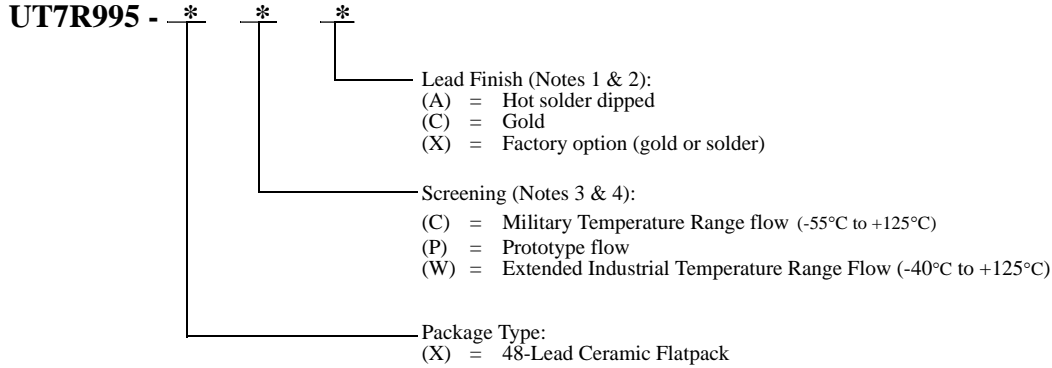 UT7R995 - * * *
Lead Finish (Notes 1 & 2):
(A) = Hot solder dipped
(C) = Gold
(X) = Factory option (gold or solder)
Screening (Notes 3 & 4):
(C) = Military Temperature Range flow (-55°C to +125°C)
(P) = Prototype flow
(W) = Extended Industrial Temperature Range Flow (-40°C to +125°C)
Package Type:
(X) = 48-Lead Ceramic Flatpack